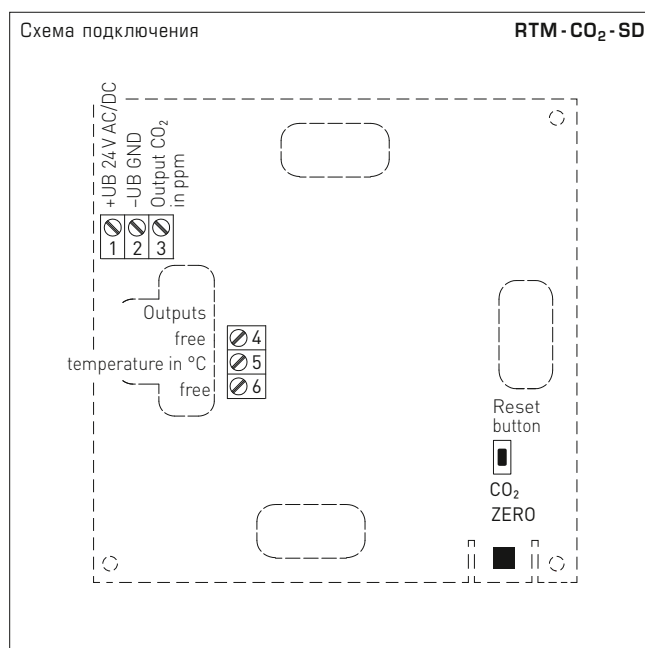 Схема подключения
RTM-CO₂-SD
+UB 24V AC/DC
–UB GND
Output CO₂
in ppm
1 2 3
Outputs
free 4
temperature in °C 5
free 6
Reset
button
CO₂
ZERO